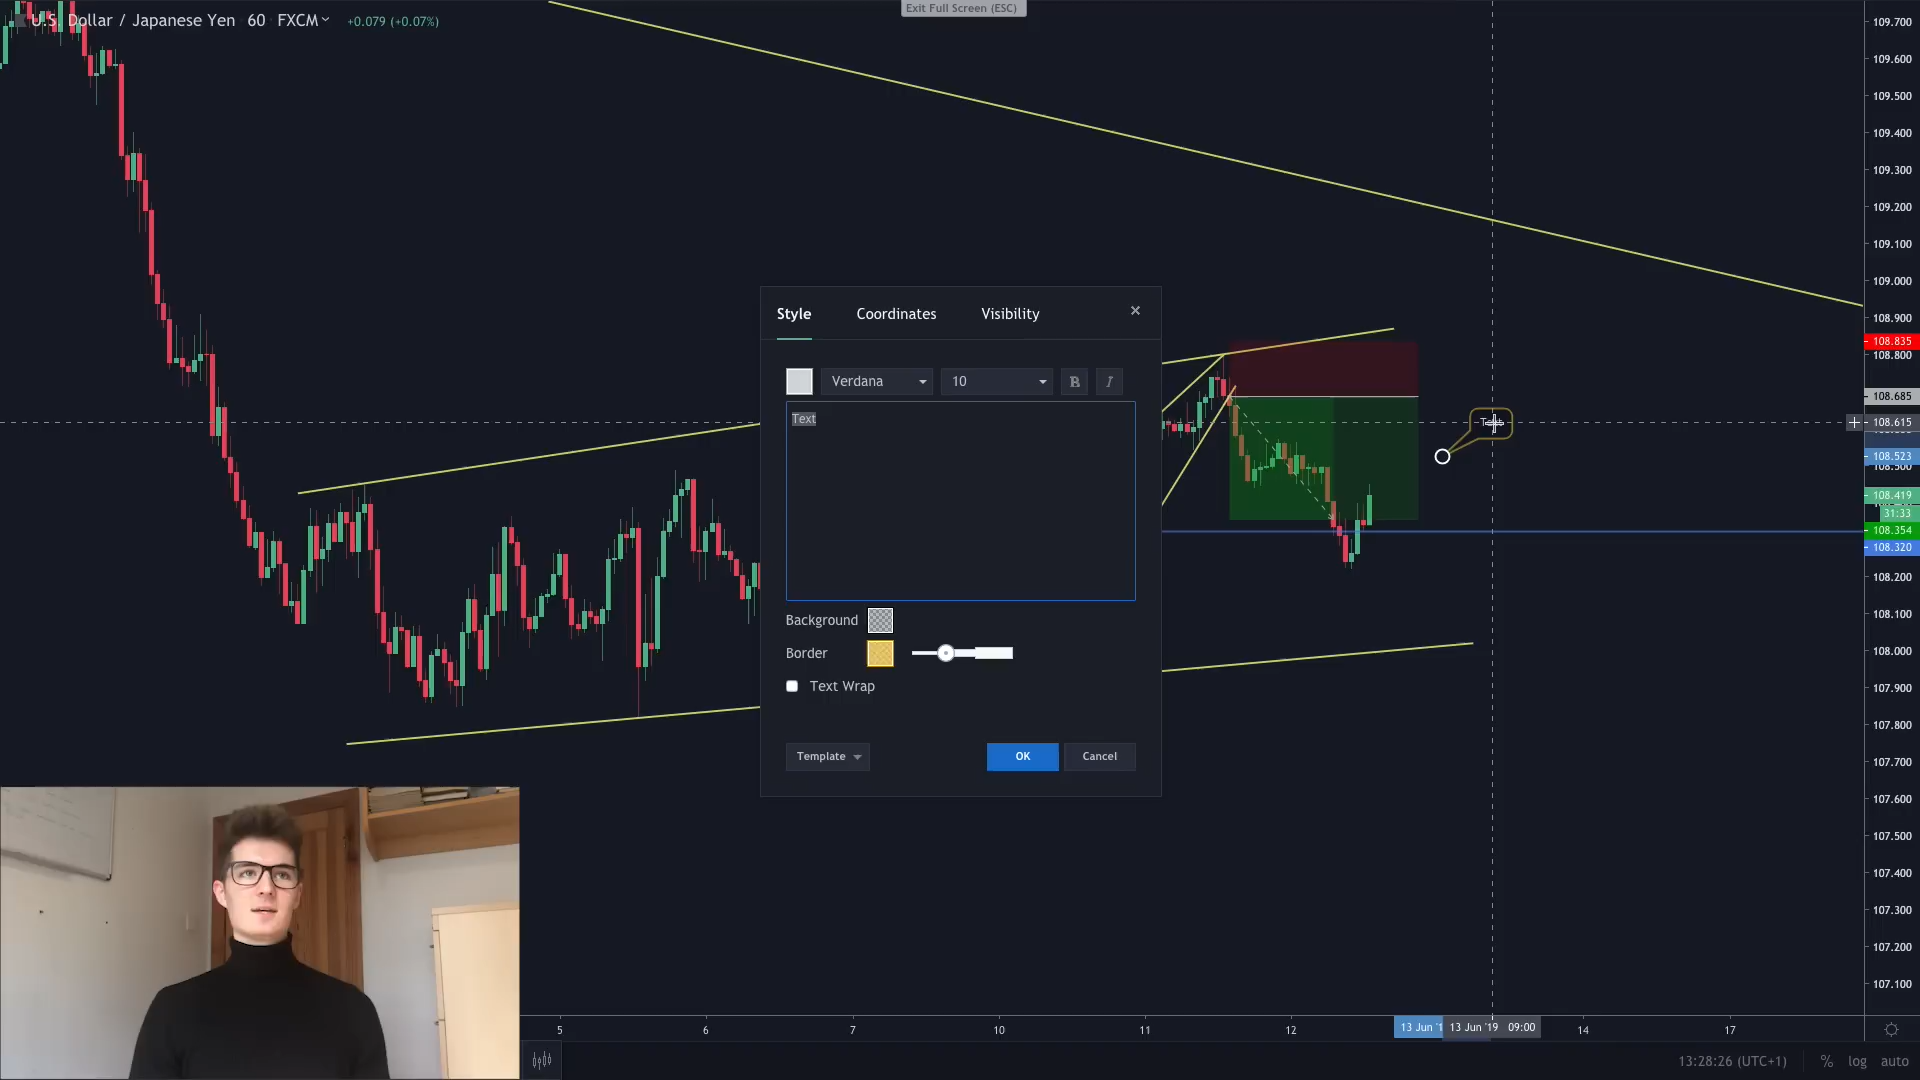 Exit Full Screen (ESC)
U.S. Dollar / Japanese Yen 60 FXCM
+0.079 (+0.07%)
109.700
109.600
109.500
109.400
109.300
109.200
109.100
109.000
108.900
108.835
108.800
108.685
108.615
108.523
108.500
108.419
31:33
108.354
108.320
108.200
108.100
108.000
107.900
107.800
107.700
107.600
107.500
107.400
107.300
107.200
107.100
Style Coordinates Visibility
Verdana 10 B I
Text
Background
Border
Text Wrap
Template OK Cancel
5 6 7 10 11 12 13 Jun '1 13 Jun '19 09:00 14 17
13:28:26 (UTC+1) % log auto